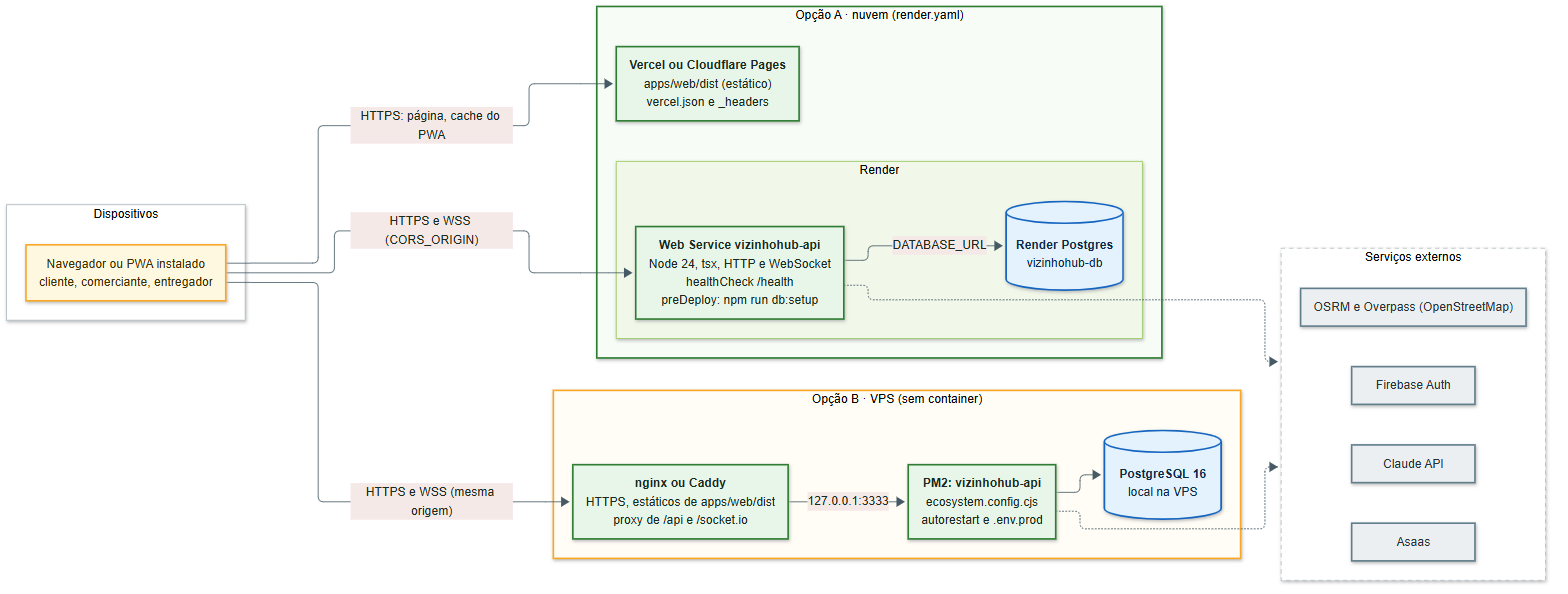 Opção A · nuvem (render.yaml)
Vercel ou Cloudflare Pages
apps/web/dist (estático)
vercel.json e _headers
HTTPS: página, cache do
PWA
Render
Dispositivos
Navegador ou PWA instalado
cliente, comerciante, entregador
HTTPS e WSS
(CORS_ORIGIN)
Web Service vizinhohub-api
Node 24, tsx, HTTP e WebSocket
healthCheck /health
preDeploy: npm run db:setup
DATABASE_URL
Render Postgres
vizinhohub-db
Serviços externos
OSRM e Overpass (OpenStreetMap)
Firebase Auth
Claude API
Asaas
Opção B · VPS (sem container)
HTTPS e WSS (mesma
origem)
nginx ou Caddy
HTTPS, estáticos de apps/web/dist
proxy de /api e /socket.io
127.0.0.1:3333
PM2: vizinhohub-api
ecosystem.config.cjs
autorestart e .env.prod
PostgreSQL 16
local na VPS